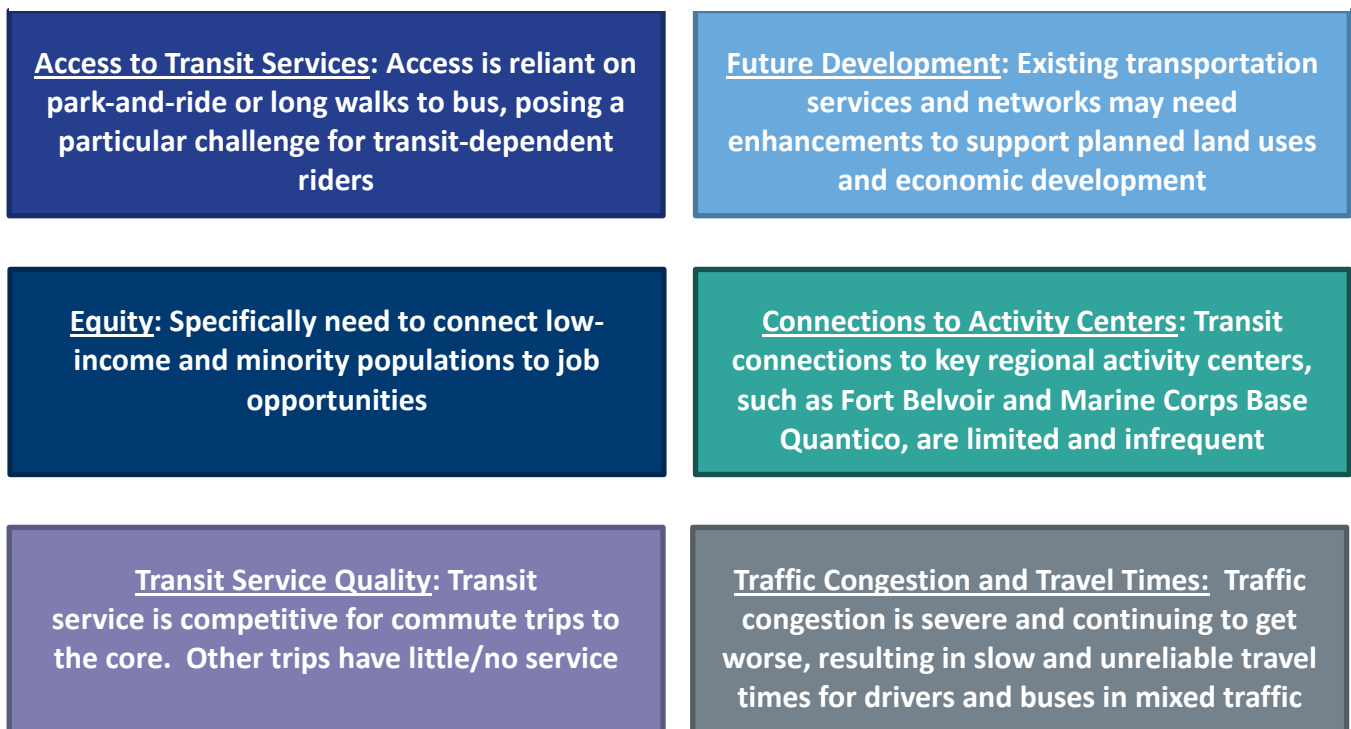 Access to Transit Services: Access is reliant on
park-and-ride or long walks to bus, posing a
particular challenge for transit-dependent
riders
Future Development: Existing transportation
services and networks may need
enhancements to support planned land uses
and economic development
Equity: Specifically need to connect low-
income and minority populations to job
opportunities
Connections to Activity Centers: Transit
connections to key regional activity centers,
such as Fort Belvoir and Marine Corps Base
Quantico, are limited and infrequent
Transit Service Quality: Transit
service is competitive for commute trips to
the core.  Other trips have little/no service
Traffic Congestion and Travel Times:  Traffic
congestion is severe and continuing to get
worse, resulting in slow and unreliable travel
times for drivers and buses in mixed traffic